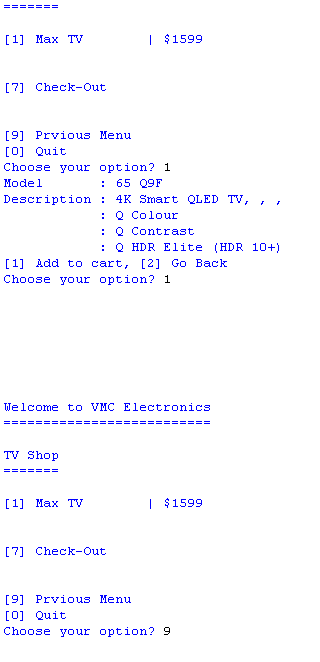 =======
[1] Max TV        | $1599
[7] Check-Out
[9] Prvious Menu
[0] Quit
Choose your option? 1
Model       : 65 Q9F
Description : 4K Smart QLED TV, , ,
            : Q Colour
            : Q Contrast
            : Q HDR Elite (HDR 10+)
[1] Add to cart, [2] Go Back
Choose your option? 1
Welcome to VMC Electronics
==========================
TV Shop
=======
[1] Max TV        | $1599
[7] Check-Out
[9] Prvious Menu
[0] Quit
Choose your option? 9